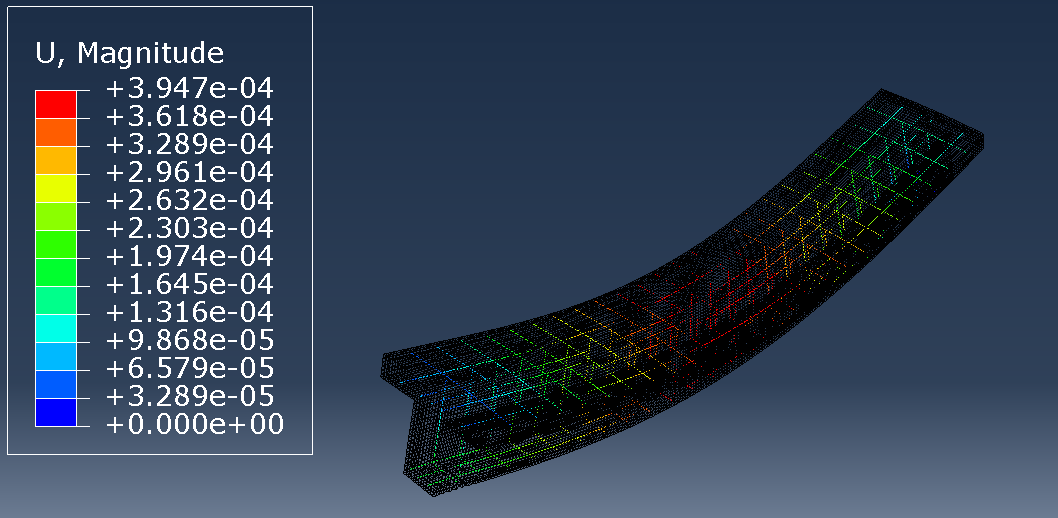 U, Magnitude
+3.947e-04
+3.618e-04
+3.289e-04
+2.961e-04
+2.632e-04
+2.303e-04
+1.974e-04
+1.645e-04
+1.316e-04
+9.868e-05
+6.579e-05
+3.289e-05
+0.000e+00